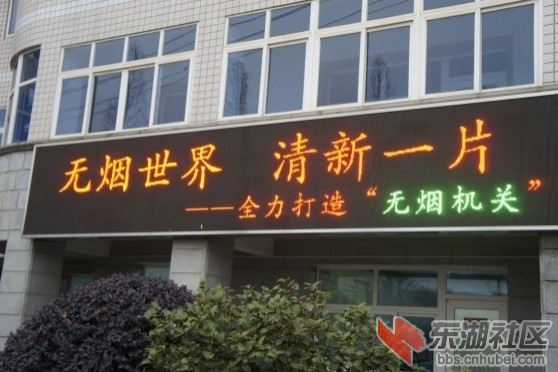 无烟世界 清新一片
——全力打造“无烟机关”
东湖社区
bbs.cnhubei.com